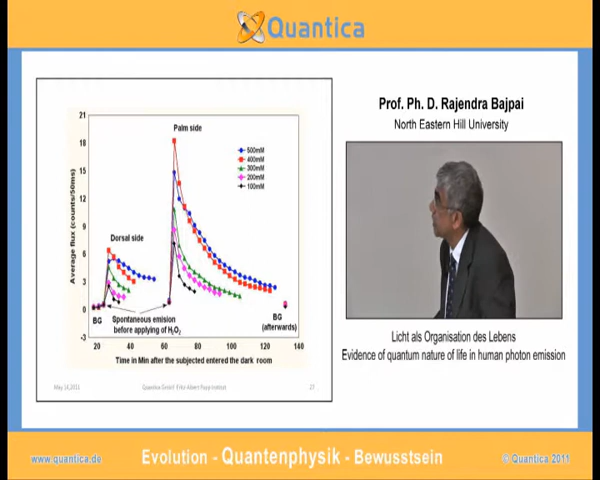 Quantica
21
18
15
12
9
6
3
0
-3
Average flux (counts/50ms)
Palm side
500mM
400mM
300mM
200mM
100mM
Dorsal side
BG
Spontaneous emision
before applying of H2O2
BG
(afterwards)
20 40 60 80 100 120 140
Time in Min after the subjected entered the dark room
May 14,2011
27
Prof. Ph. D. Rajendra Bajpai
North Eastern Hill University
Licht als Organisation des Lebens
Evidence of quantum nature of life in human photon emission
www.quantica.de
Evolution - Quantenphysik - Bewusstsein
© Quantica 2011